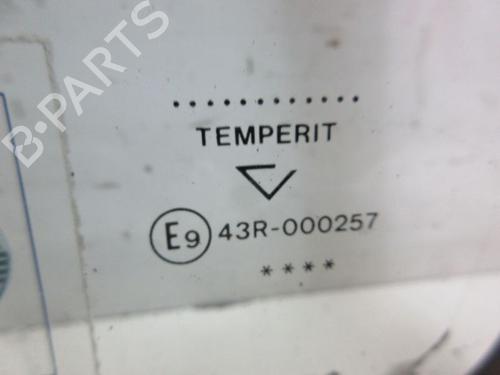 B-PARTS
............
TEMPERIT
E9 43R-000257
****